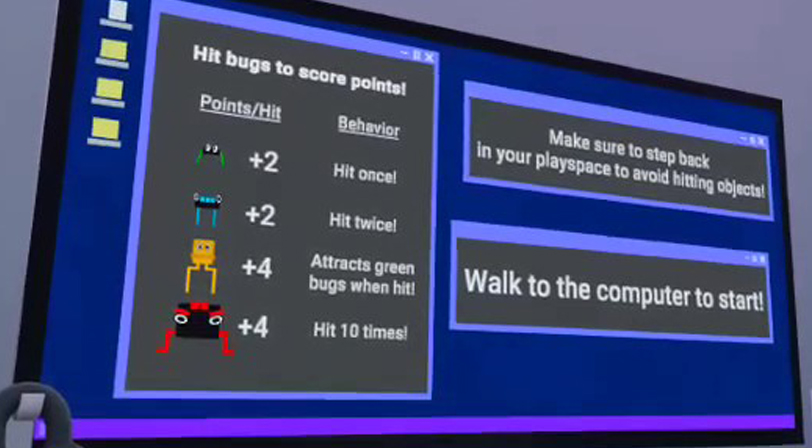 Hit bugs to score points!
Points/Hit
Behavior
+2
Hit once!
+2
Hit twice!
+4
Attracts green
bugs when hit!
+4
Hit 10 times!
Make sure to step back
in your playspace to avoid hitting objects!
Walk to the computer to start!